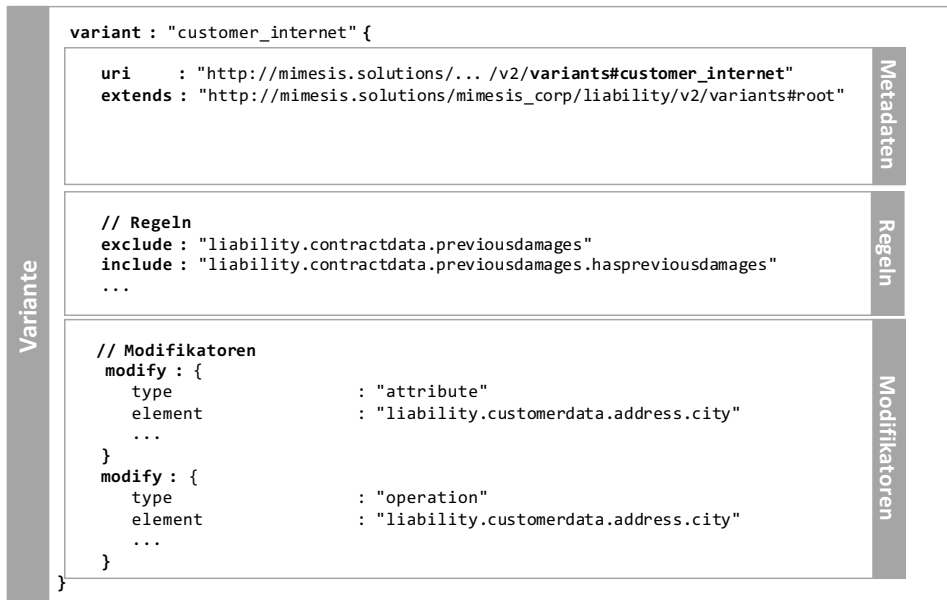 Variante
variant : "customer_internet" {
Metadaten
uri : "http://mimesis.solutions/... /v2/variants#customer_internet"
extends : "http://mimesis.solutions/mimesis_corp/liability/v2/variants#root"
Regeln
// Regeln
exclude : "liability.contractdata.previousdamages"
include : "liability.contractdata.previousdamages.haspreviousdamages"
...
Modifikatoren
// Modifikatoren
modify : {
type : "attribute"
element : "liability.customerdata.address.city"
...
}
modify : {
type : "operation"
element : "liability.customerdata.address.city"
...
}
}